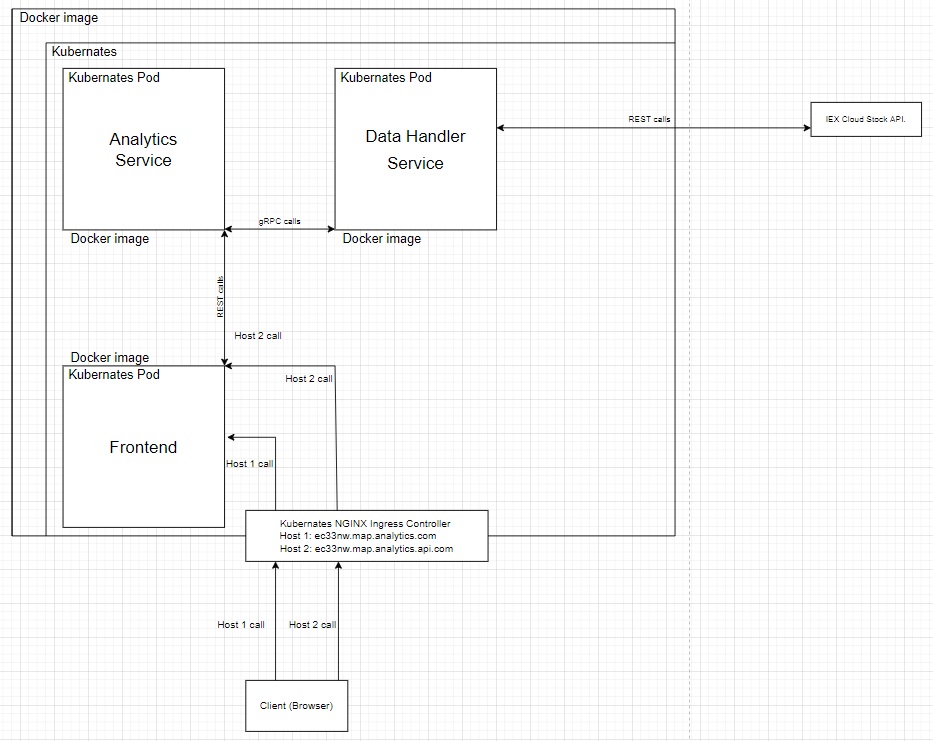 Docker image
Kubernates
Kubernates Pod
Analytics
Service
Docker image
Kubernates Pod
Data Handler
Service
Docker image
REST calls
IEX Cloud Stock API.
gRPC calls
REST calls
Host 2 call
Docker image
Kubernates Pod
Frontend
Host 2 call
Host 1 call
Kubernates NGINX Ingress Controller
Host 1: ec33nw.map.analytics.com
Host 2: ec33nw.map.analytics.api.com
Host 1 call
Host 2 call
Client (Browser)